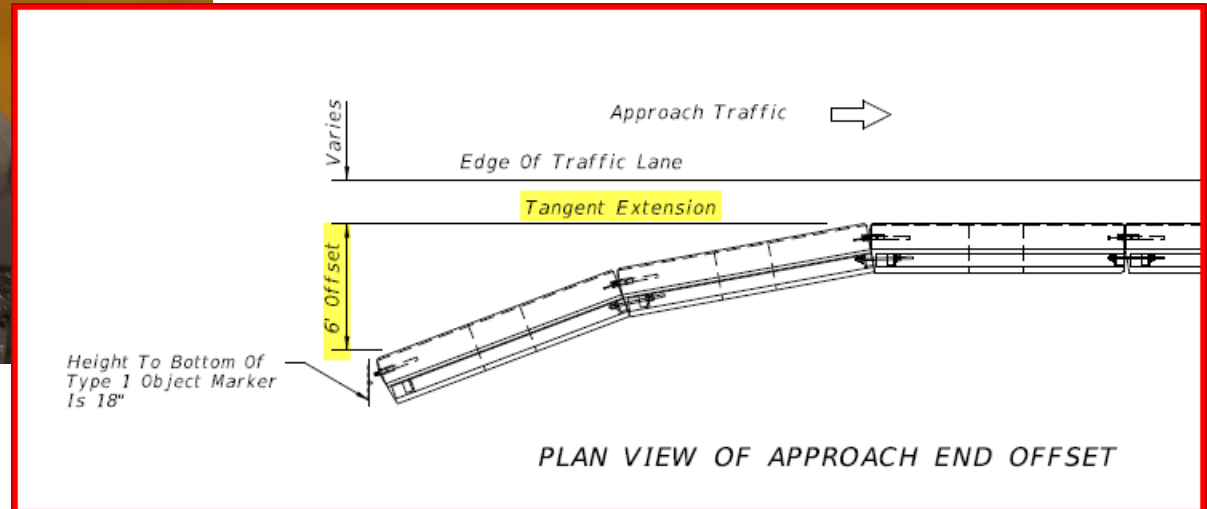 Varies
Approach Traffic
Edge Of Traffic Lane
Tangent Extension
6' Offset
Height To Bottom Of
Type 1 Object Marker
Is 18"
PLAN VIEW OF APPROACH END OFFSET